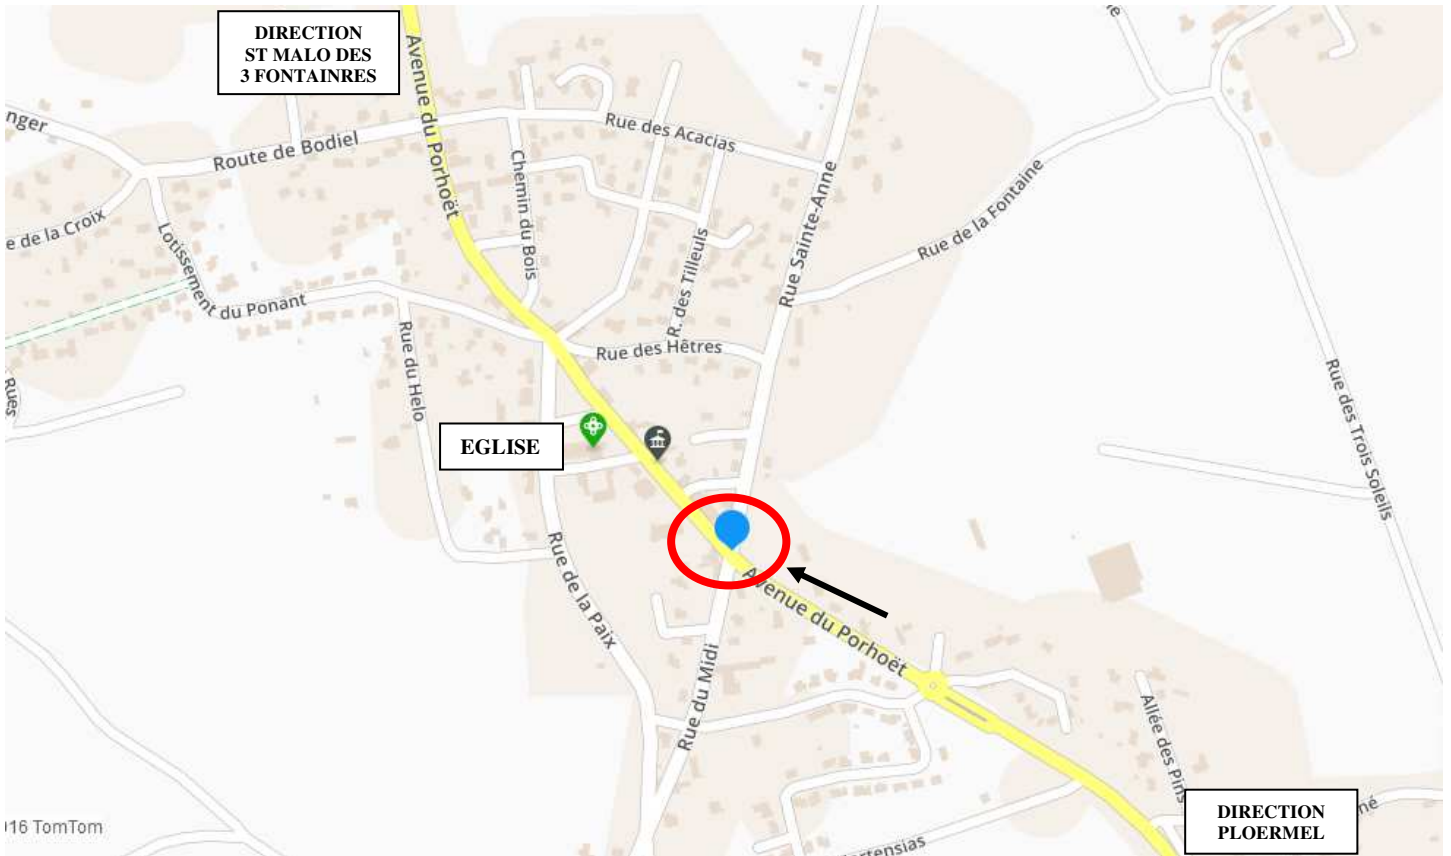 DIRECTION
ST MALO DES
3 FONTAINRES
Avenue du Porhoët
nger
Route de Bodiel
Rue des Acacias
Chemin du Bois
e de la Croix
Lotissement du Ponant
Rue du Helo
R. des Tilleuls
Rue des Hêtres
Rue Sainte-Anne
Rue de la Fontaine
Rue des Trois Soleils
Rues
EGLISE
Rue de la Paix
Avenue du Porhoët
Rue du Midi
Allée des Pins
DIRECTION
PLOERMEL
né
rtensias
16 TomTom